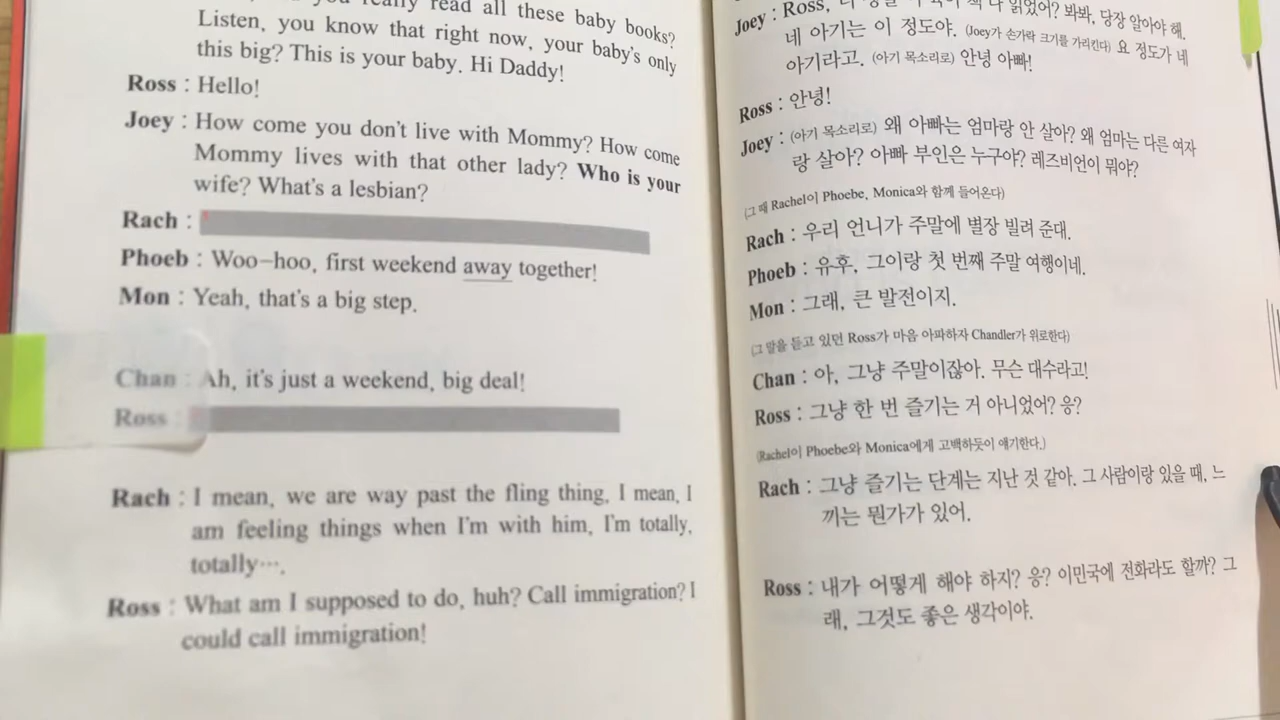 really read all these baby books?
Listen, you know that right now, your baby's only
this big? This is your baby. Hi Daddy!
Ross : Hello!
Joey : How come you don't live with Mommy? How come
Mommy lives with that other lady? Who is your
wife? What's a lesbian?
Rach :
Phoeb : Woo-hoo, first weekend away together!
Mon : Yeah, that's a big step.
Chan : Ah, it's just a weekend, big deal!
Ross :
Rach : I mean, we are way past the fling thing, I mean, I
am feeling things when I'm with him, I'm totally,
totally….
Ross : What am I supposed to do, huh? Call immigration? I
could call immigration!
Joey : Ross, 읽었어? 봐봐, 당장 알아야 해.
네 아기는 이 정도야. (Joey가 손가락 크기를 가리킨다) 요 정도가 네
아기라고. (아기 목소리로) 안녕 아빠!
Ross : 안녕!
Joey : (아기 목소리로) 왜 아빠는 엄마랑 안 살아? 왜 엄마는 다른 여자
랑 살아? 아빠 부인은 누구야? 레즈비언이 뭐야?
(그 때 Rachel이 Phoebe, Monica와 함께 들어온다)
Rach : 우리 언니가 주말에 별장 빌려 준대.
Phoeb : 유후, 그이랑 첫 번째 주말 여행이네.
Mon : 그래, 큰 발전이지.
(그 말을 듣고 있던 Ross가 마음 아파하자 Chandler가 위로한다)
Chan : 아, 그냥 주말이잖아. 무슨 대수라고!
Ross : 그냥 한 번 즐기는 거 아니었어? 응?
(Rachel이 Phoebe와 Monica에게 고백하듯이 얘기한다.)
Rach : 그냥 즐기는 단계는 지난 것 같아. 그 사람이랑 있을 때, 느
끼는 뭔가가 있어.
Ross : 내가 어떻게 해야 하지? 응? 이민국에 전화라도 할까? 그
래, 그것도 좋은 생각이야.